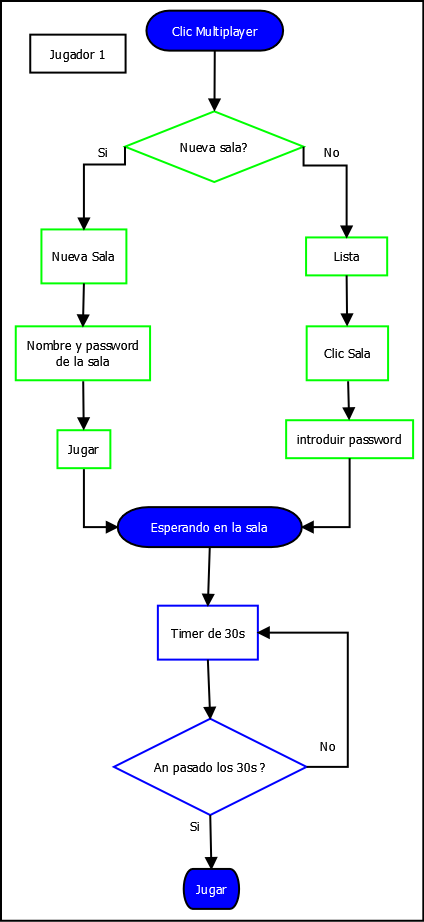 Clic Multiplayer
Jugador 1
Nueva sala?
Si
No
Nueva Sala
Lista
Nombre y password
de la sala
Clic Sala
Jugar
introduir password
Esperando en la sala
Timer de 30s
No
An pasado los 30s ?
Si
Jugar